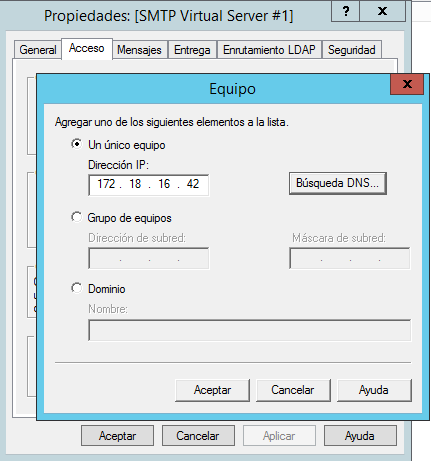 Propiedades: [SMTP Virtual Server #1]
? x
General Acceso Mensajes Entrega Enrutamiento LDAP Seguridad
Equipo
x
Agregar uno de los siguientes elementos a la lista.
Un único equipo
Dirección IP:
172 . 18 . 16 . 42
Búsqueda DNS...
Grupo de equipos
Dirección de subred: Máscara de subred:
. . . . . .
Dominio
Nombre:
Aceptar Cancelar Ayuda
Aceptar Cancelar Aplicar Ayuda